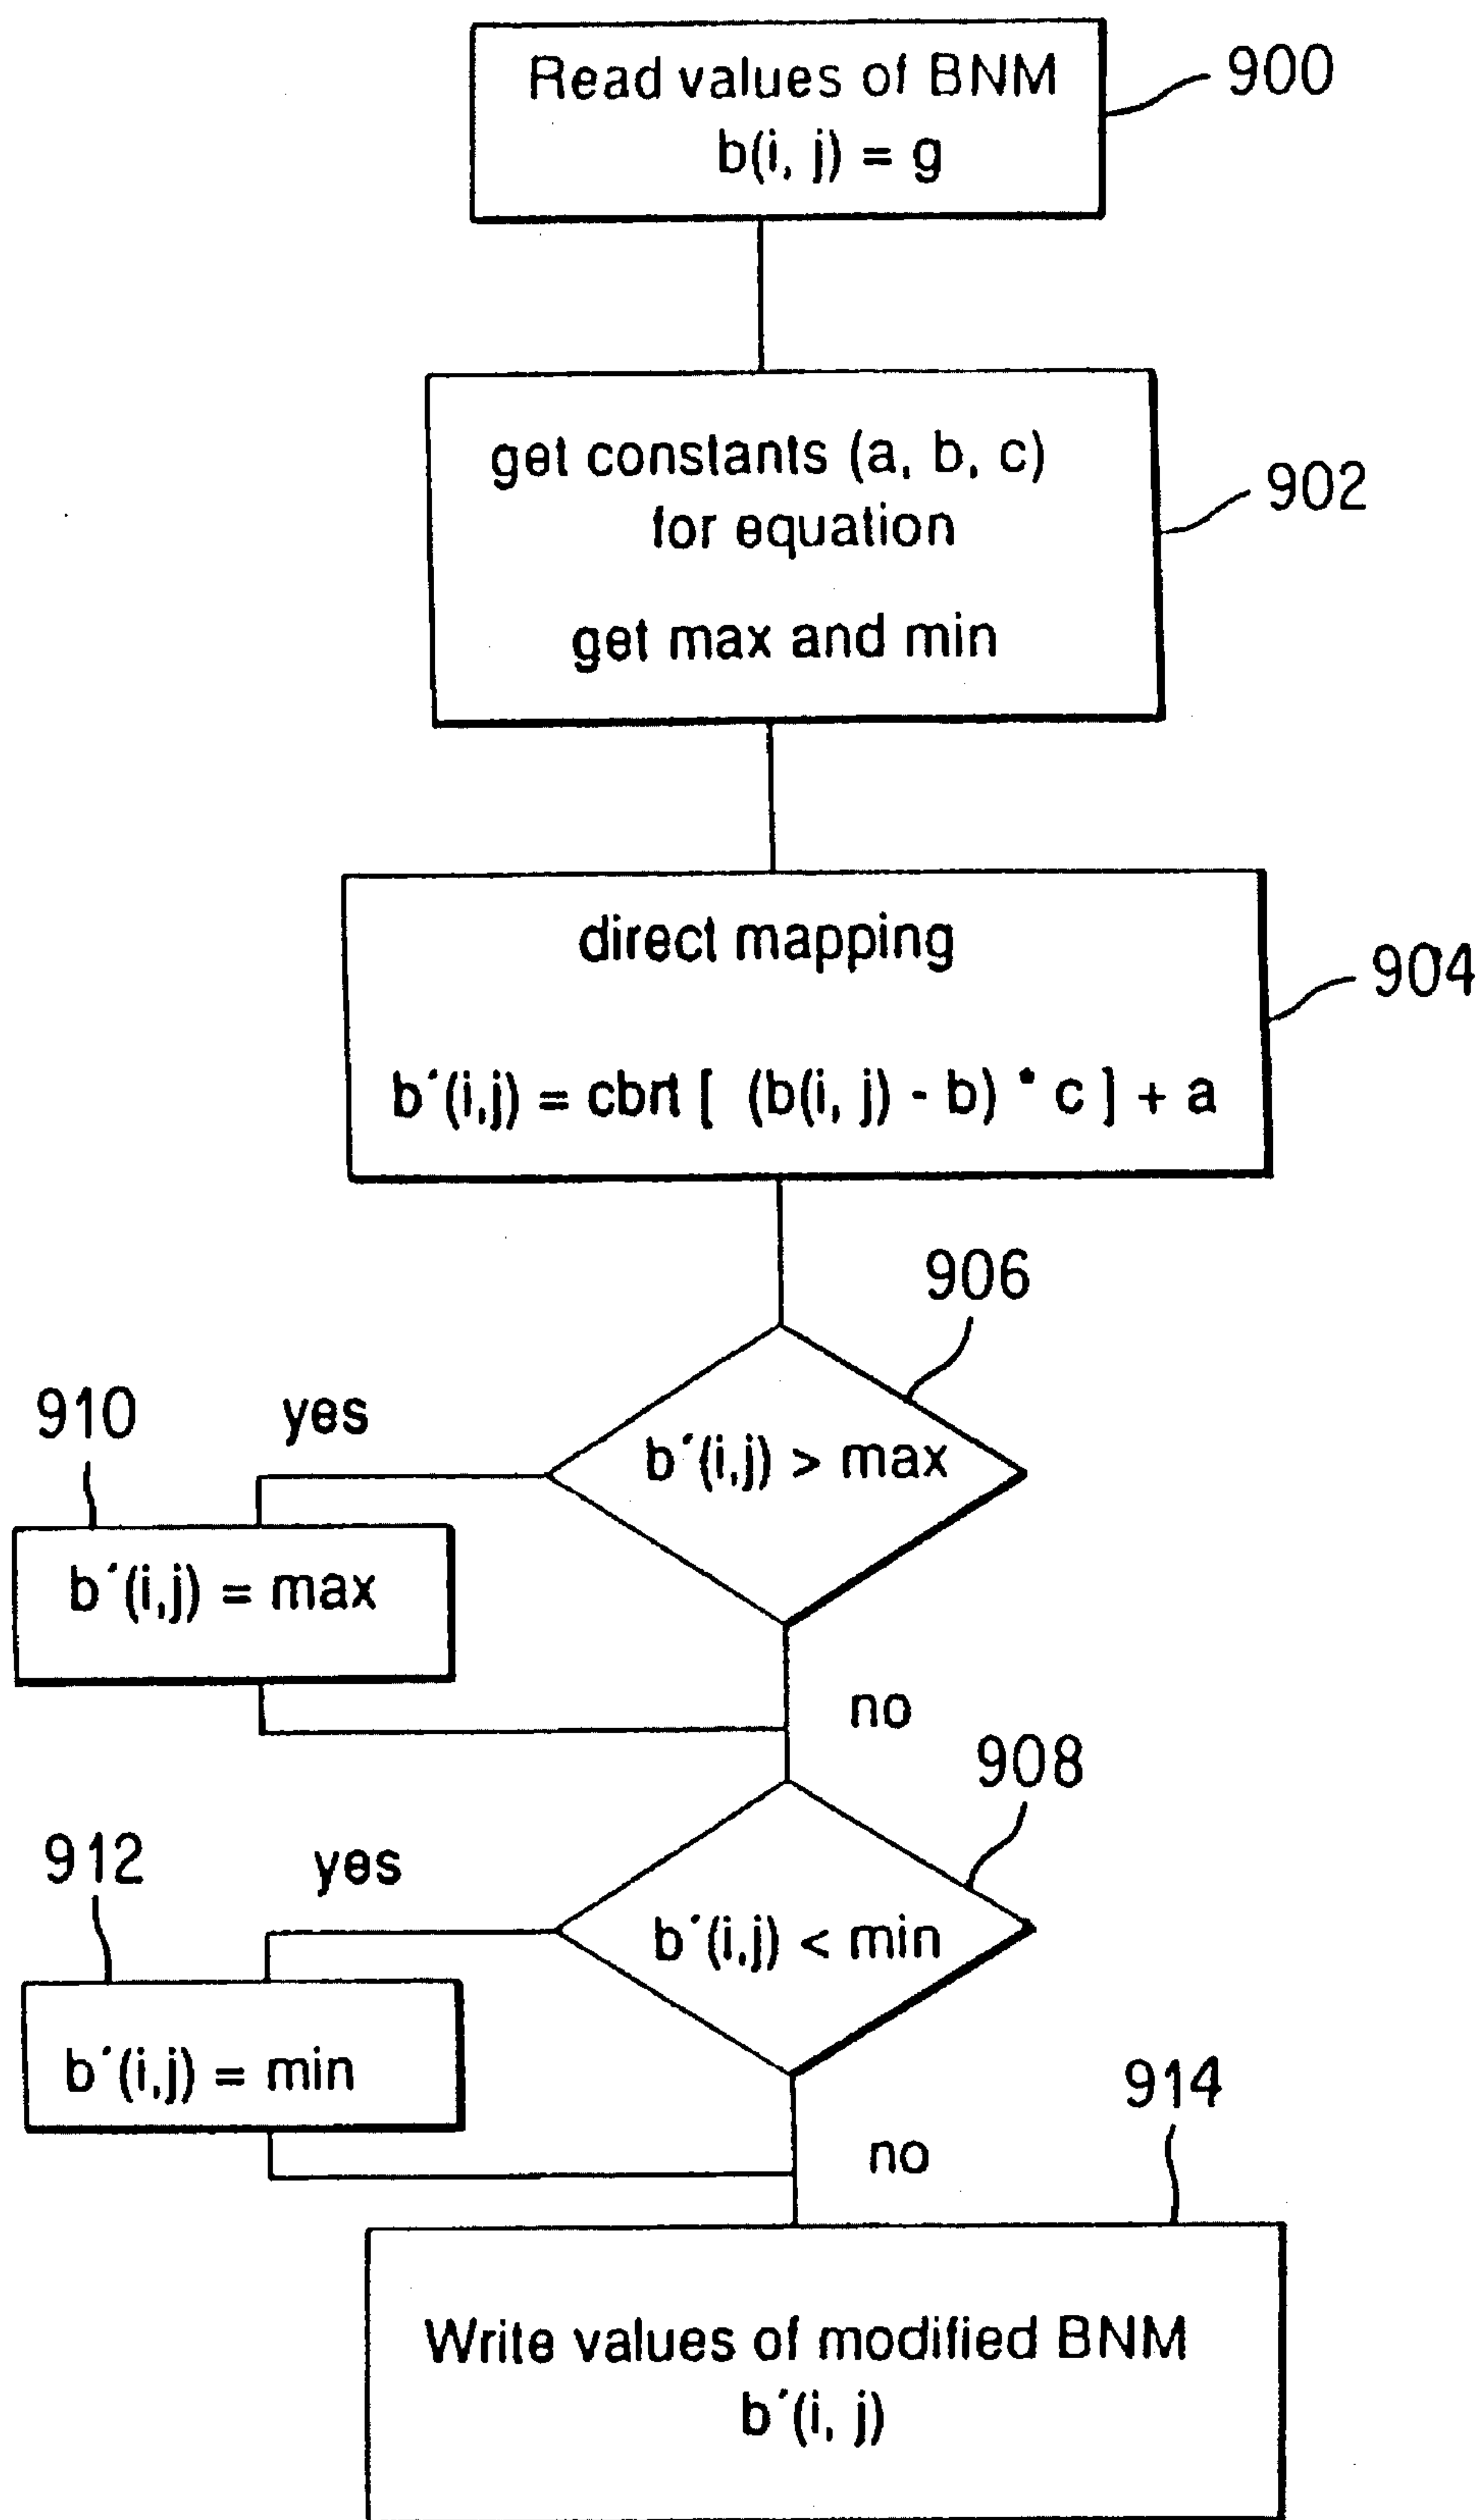 Read values of BNM
b(i, j) = g
900
get constants (a, b, c)
for equation
get max and min
902
direct mapping
b´(i,j) = cbrt [ (b(i, j) - b) * c ] + a
904
906
b´(i,j) > max
yes
910
b´(i,j) = max
no
908
b´(i,j) < min
yes
912
b´(i,j) = min
no
914
Write values of modified BNM
b´(i, j)